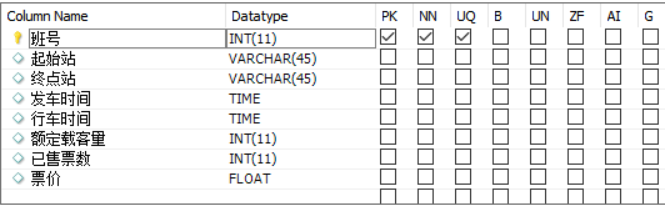 Column Name Datatype PK NN UQ B UN ZF AI G
班号 INT(11)
起始站 VARCHAR(45)
终点站 VARCHAR(45)
发车时间 TIME
行车时间 TIME
额定载客量 INT(11)
已售票数 INT(11)
票价 FLOAT